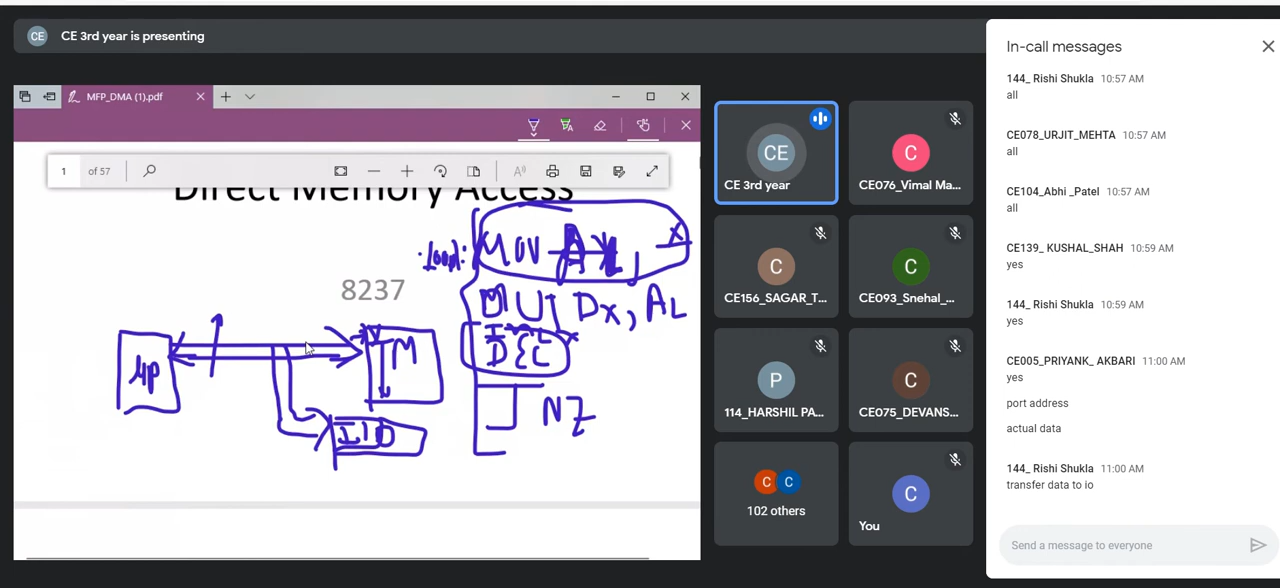 CE CE 3rd year is presenting
MFP_DMA (1).pdf
1 of 57
Direct Memory Access
8237
loop: MOV
OUT Dx, AL
DEC
J NZ
μp
M
I/O
CE
CE 3rd year
C
CE076_Vimal Ma...
C
CE156_SAGAR_T...
C
CE093_Snehal_...
P
114_HARSHIL PA...
C
CE075_DEVANS...
C C
102 others
C
You
In-call messages
144_ Rishi Shukla 10:57 AM
all
CE078_URJIT_MEHTA 10:57 AM
all
CE104_Abhi _Patel 10:57 AM
all
CE139_ KUSHAL_SHAH 10:59 AM
yes
144_ Rishi Shukla 10:59 AM
yes
CE005_PRIYANK_ AKBARI 11:00 AM
yes
port address
actual data
144_ Rishi Shukla 11:00 AM
transfer data to io
Send a message to everyone